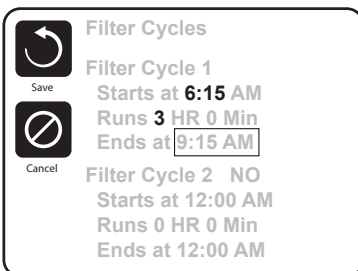 Filter Cycles
Save
Filter Cycle 1
Starts at 6:15 AM
Runs 3 HR 0 Min
Ends at 9:15 AM
Cancel
Filter Cycle 2 NO
Starts at 12:00 AM
Runs 0 HR 0 Min
Ends at 12:00 AM